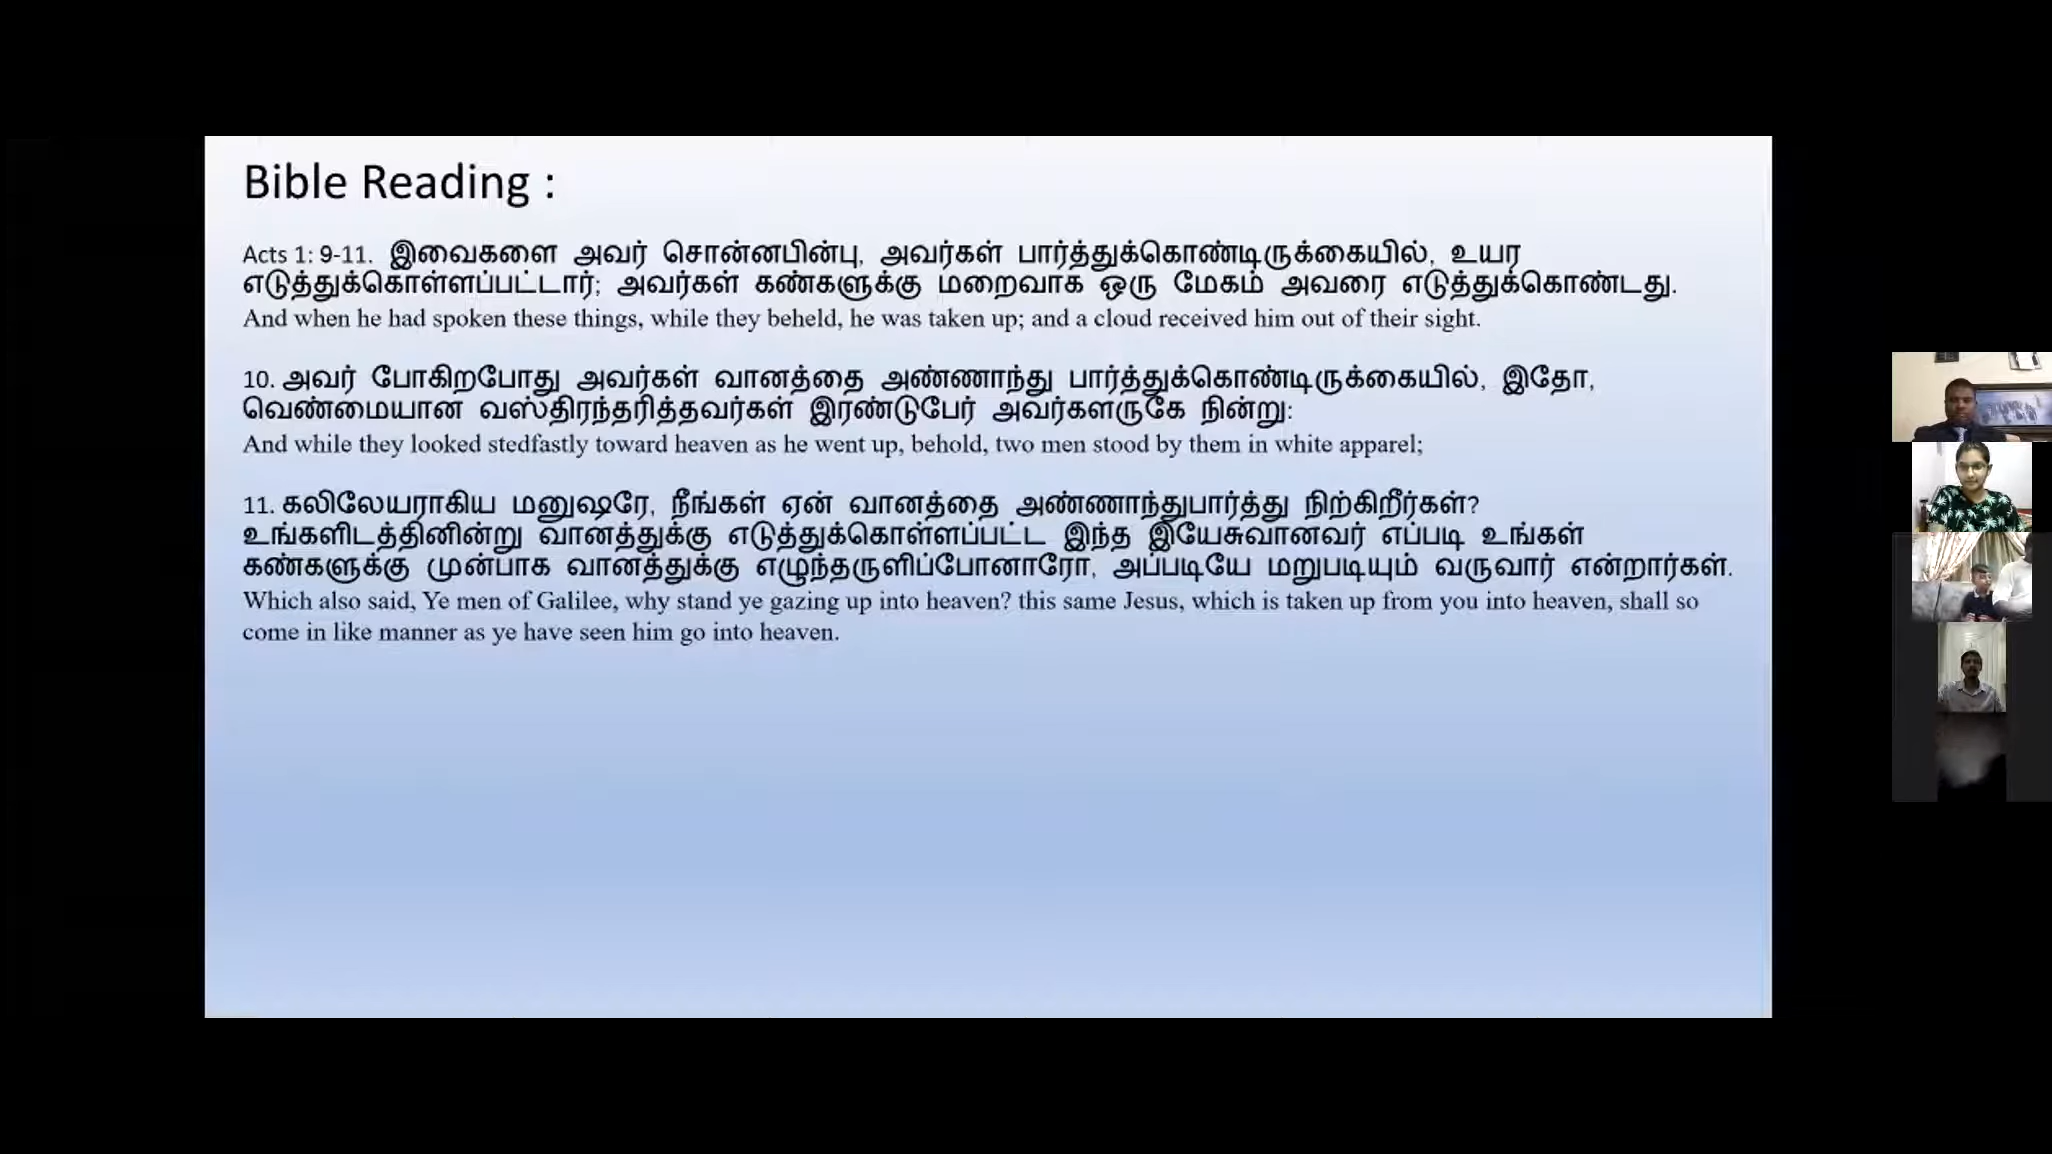 Bible Reading :
Acts 1: 9-11. இவைகளை அவர் சொன்னபின்பு, அவர்கள் பார்த்துக்கொண்டிருக்கையில், உயர
எடுத்துக்கொள்ளப்பட்டார்; அவர்கள் கண்களுக்கு மறைவாக ஒரு மேகம் அவரை எடுத்துக்கொண்டது.
And when he had spoken these things, while they beheld, he was taken up; and a cloud received him out of their sight.
10. அவர் போகிறபோது அவர்கள் வானத்தை அண்ணாந்து பார்த்துக்கொண்டிருக்கையில், இதோ,
வெண்மையான வஸ்திரந்தரித்தவர்கள் இரண்டுபேர் அவர்களருகே நின்று:
And while they looked stedfastly toward heaven as he went up, behold, two men stood by them in white apparel;
11. கலிலேயராகிய மனுஷரே, நீங்கள் ஏன் வானத்தை அண்ணாந்துபார்த்து நிற்கிறீர்கள்?
உங்களிடத்தினின்று வானத்துக்கு எடுத்துக்கொள்ளப்பட்ட இந்த இயேசுவானவர் எப்படி உங்கள்
கண்களுக்கு முன்பாக வானத்துக்கு எழுந்தருளிப்போனாரோ, அப்படியே மறுபடியும் வருவார் என்றார்கள்.
Which also said, Ye men of Galilee, why stand ye gazing up into heaven? this same Jesus, which is taken up from you into heaven, shall so
come in like manner as ye have seen him go into heaven.